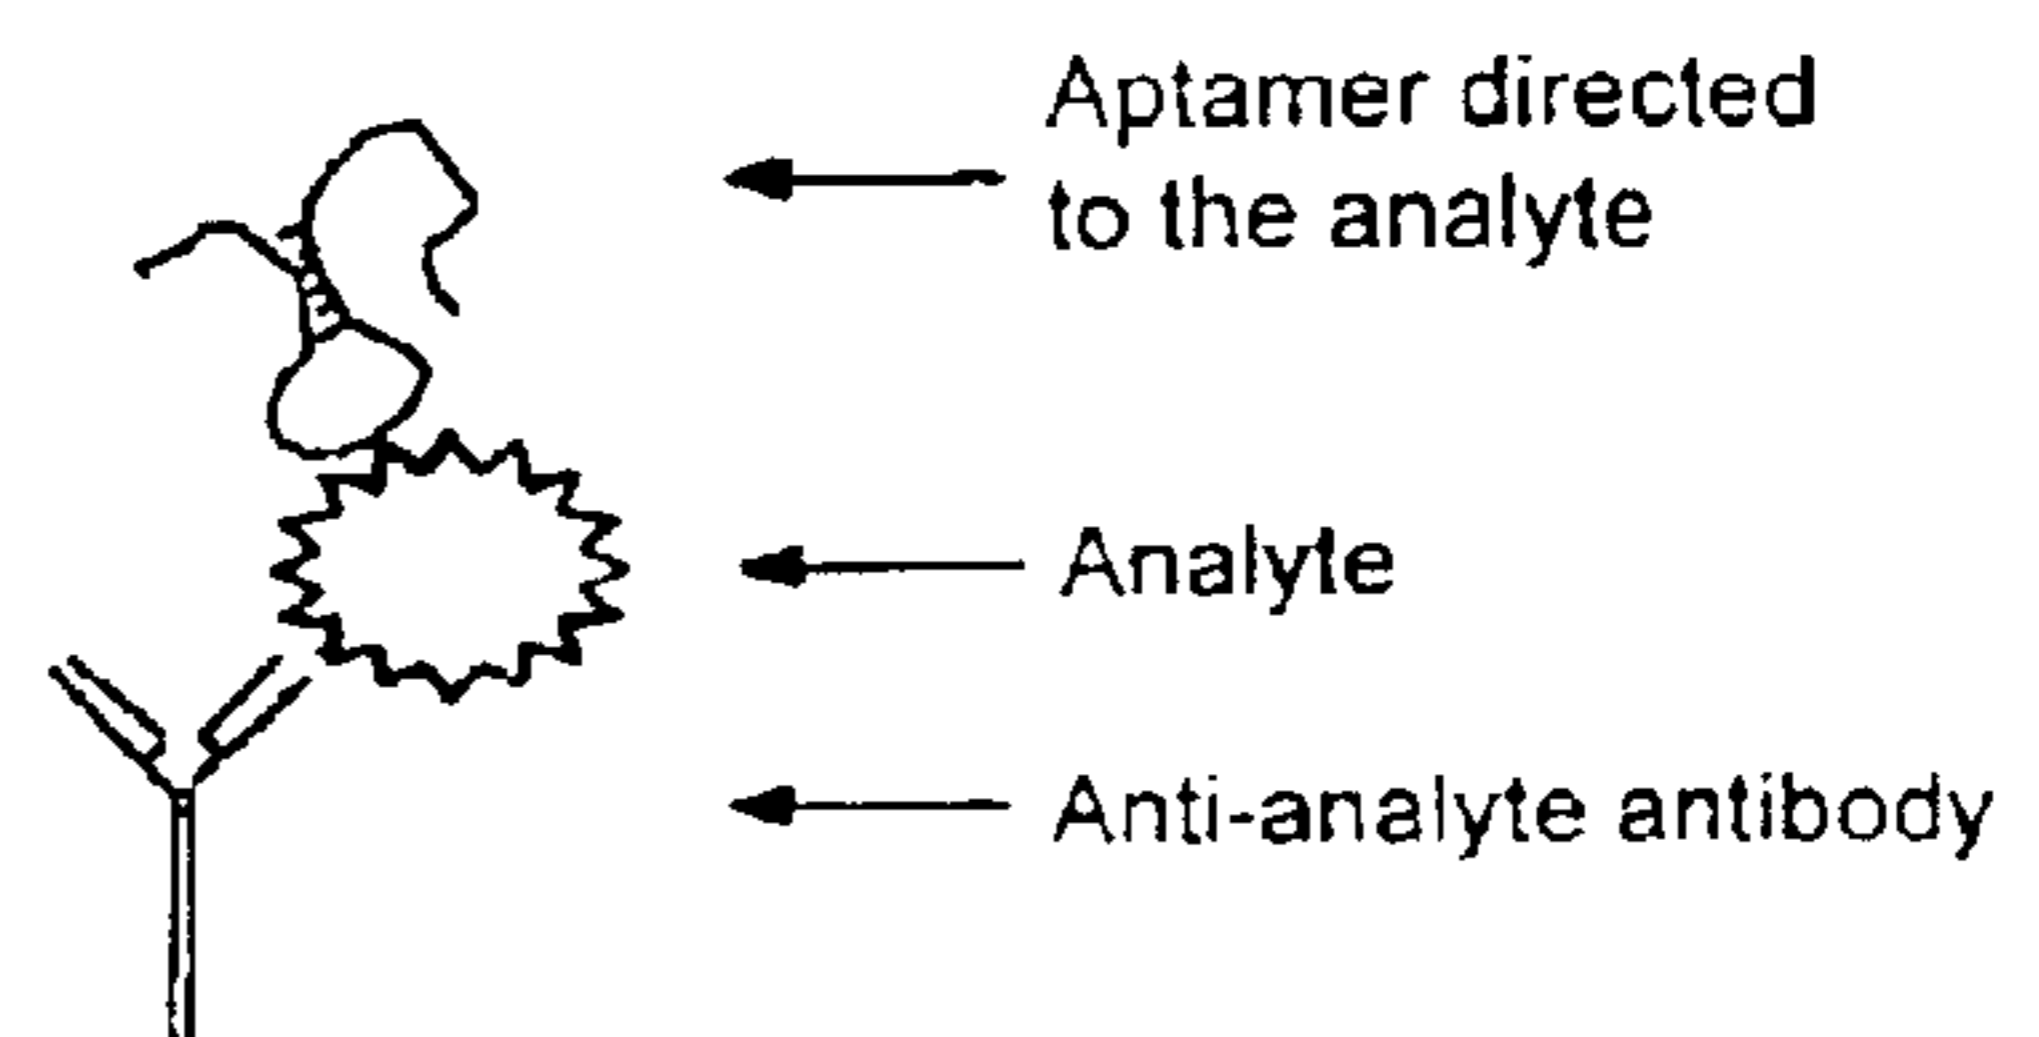 Aptamer directed
to the analyte
Analyte
Anti-analyte antibody